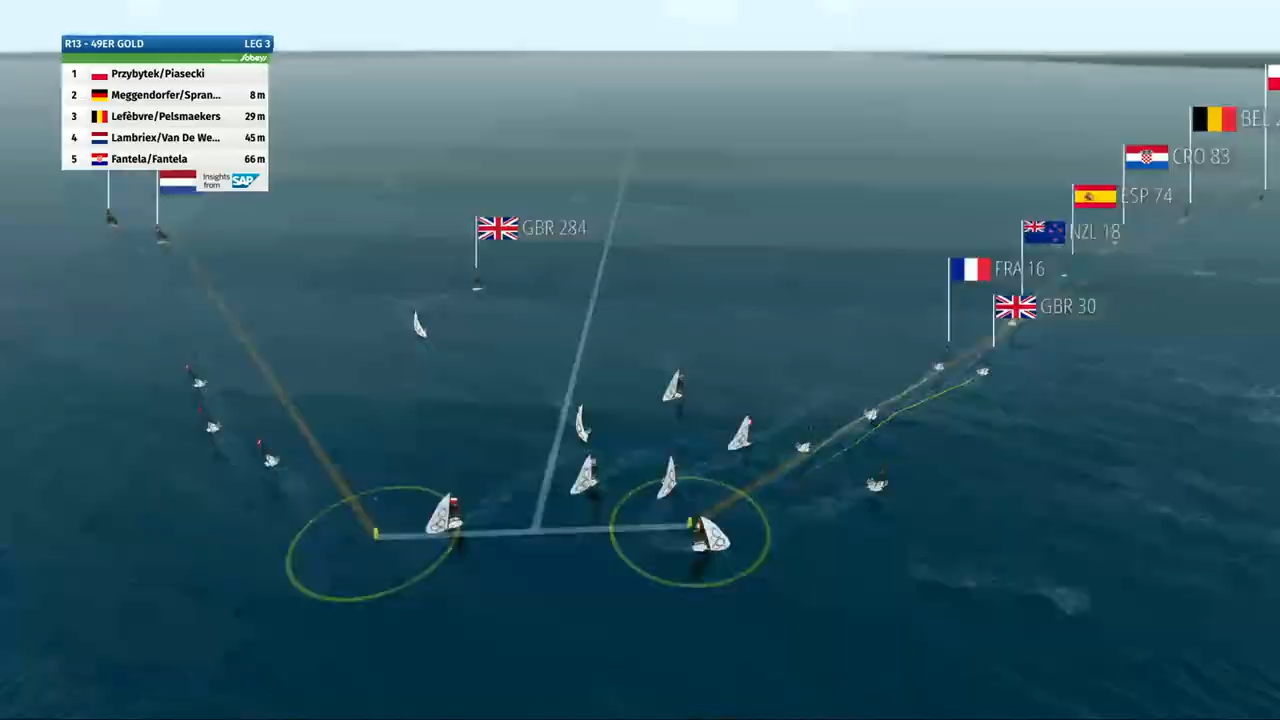 R13 - 49ER GOLD LEG 3
sobeys
1 Przybytek/Piasecki
2 Meggendorfer/Spran... 8 m
3 Lefèbvre/Pelsmaekers 29 m
4 Lambriex/Van De We... 45 m
5 Fantela/Fantela 66 m
Insights
from SAP
BEL
CRO 83
ESP 74
GBR 284
NZL 18
FRA 16
GBR 30